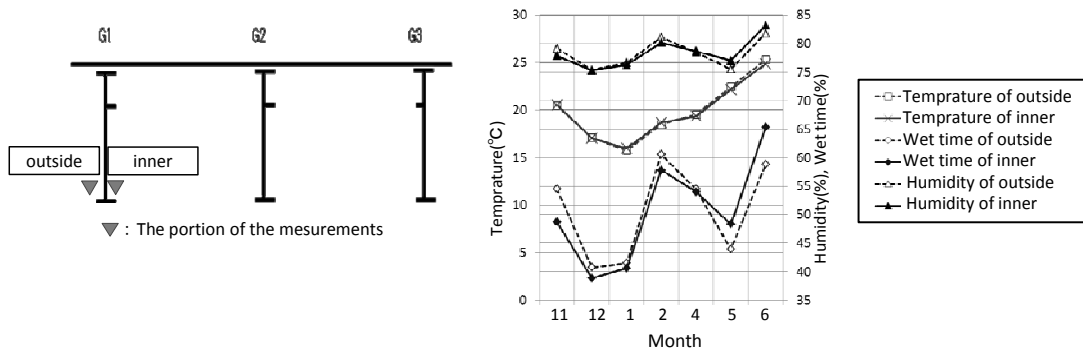 G1 G2 G3
outside inner
: The portion of the mesurements
30
25
20
15
10
5
0
Temprature(℃)
85
80
75
70
65
60
55
50
45
40
35
Humidity(%), Wet time(%)
11 12 1 2 4 5 6
Month
Temprature of outside
Temprature of inner
Wet time of outside
Wet time of inner
Humidity of outside
Humidity of inner